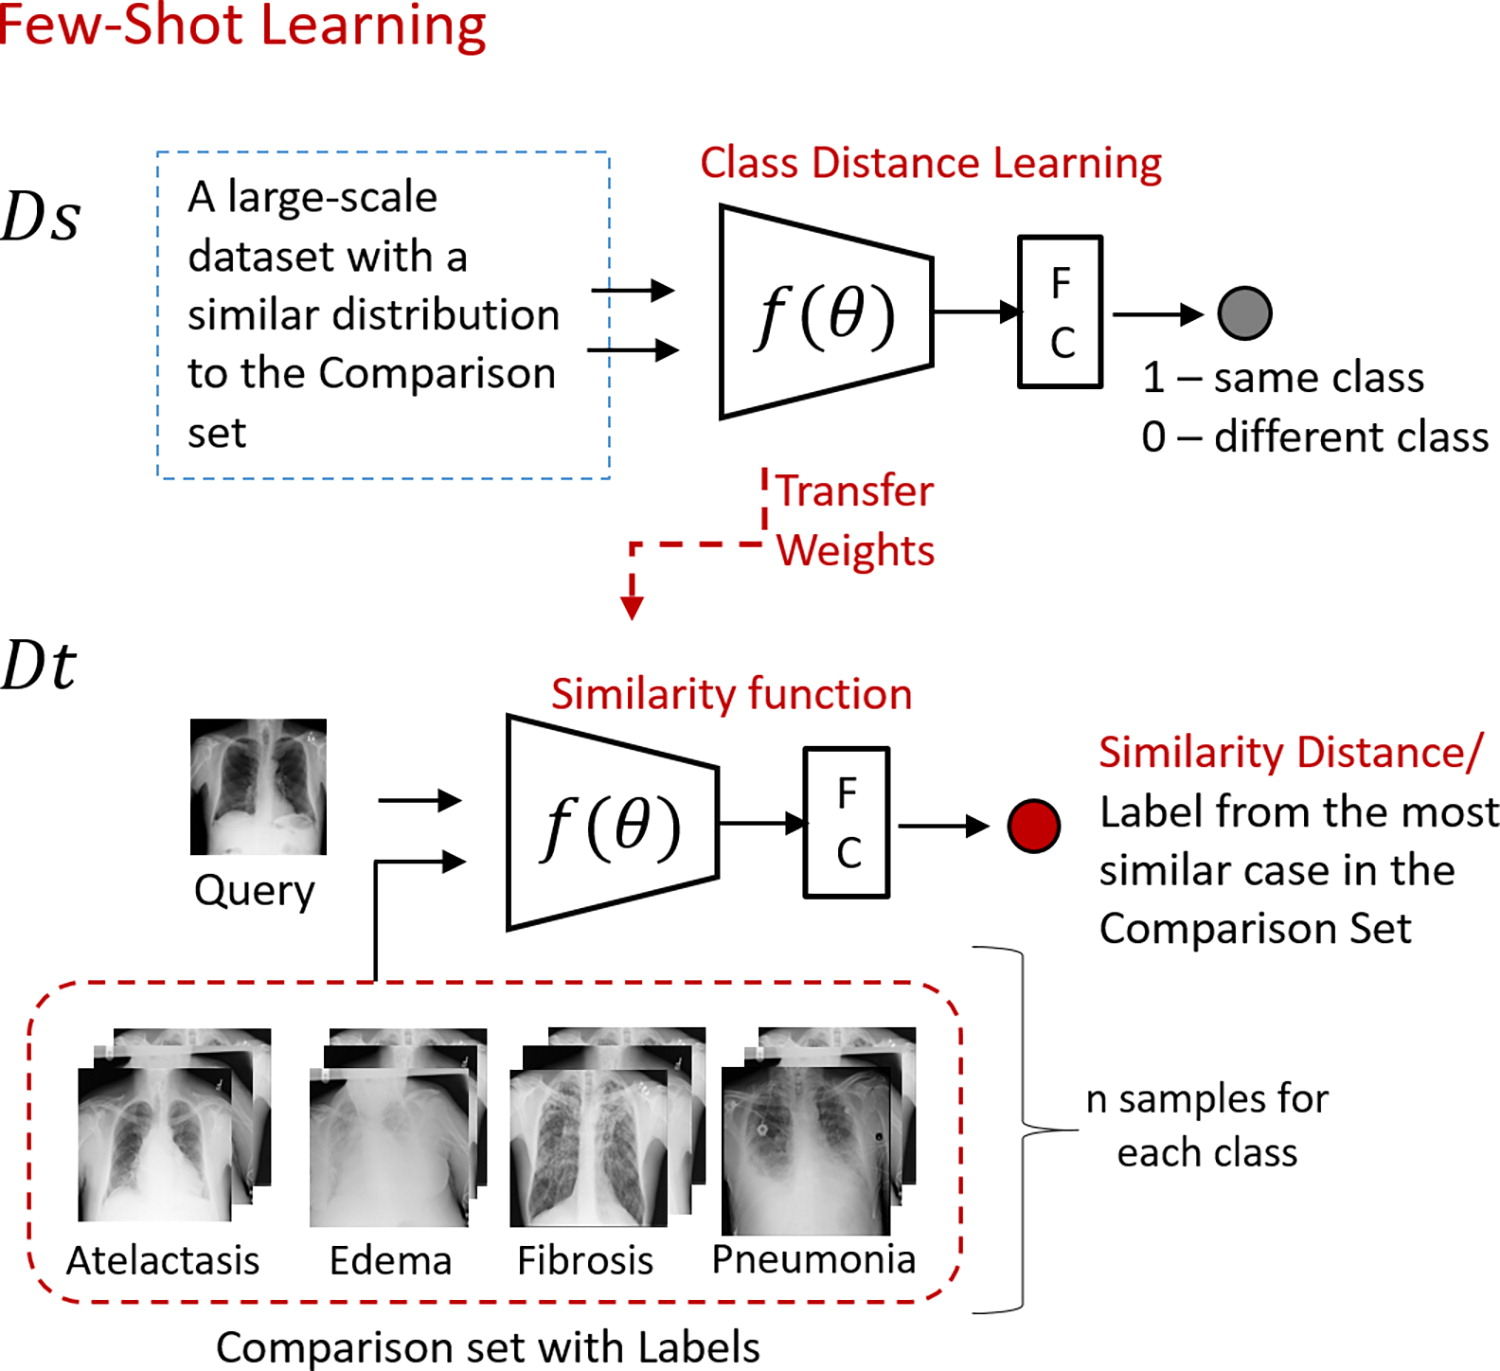 Few-Shot Learning
Ds
A large-scale
dataset with a
similar distribution
to the Comparison
set
Class Distance Learning
f(θ)
F
C
1 – same class
0 – different class
Transfer
Weights
Dt
Similarity function
Query
f(θ)
F
C
Similarity Distance/
Label from the most
similar case in the
Comparison Set
n samples for
each class
Atelactasis
Edema
Fibrosis
Pneumonia
Comparison set with Labels